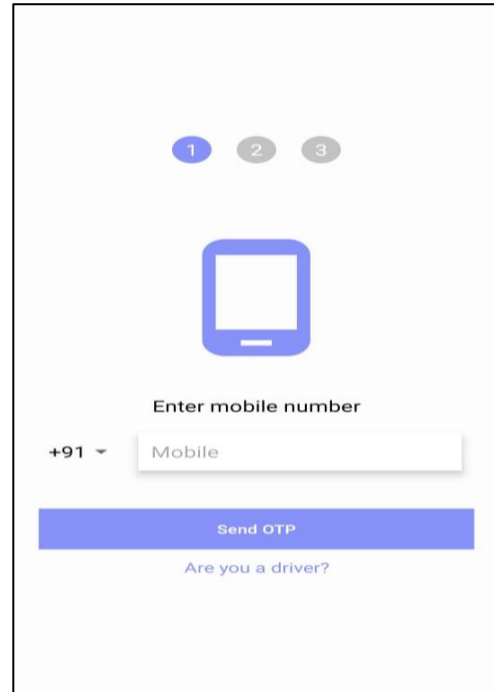 1 2 3
Enter mobile number
+91 Mobile
Send OTP
Are you a driver?